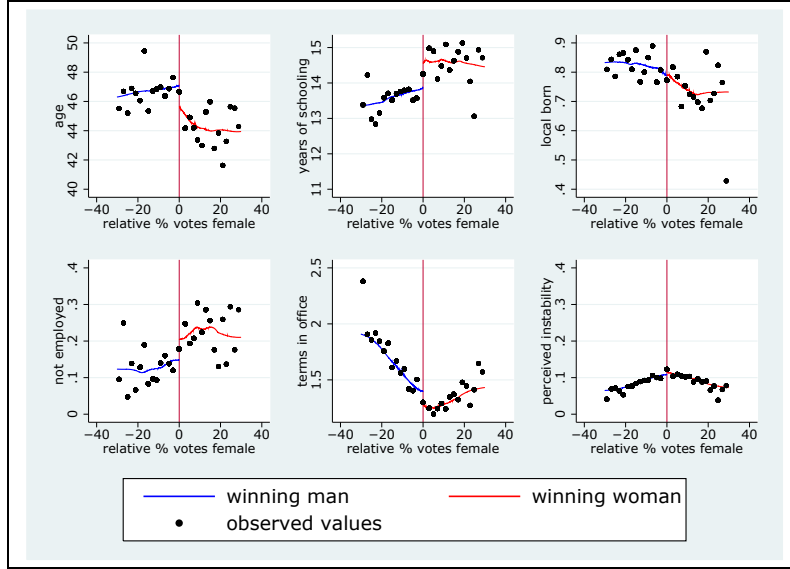 age
40 42 44 46 48 50
−40 −20 0 20 40
relative % votes female
years of schooling
11 12 13 14 15
−40 −20 0 20 40
relative % votes female
local born
.4 .5 .6 .7 .8 .9
−40 −20 0 20 40
relative % votes female
not employed
0 .1 .2 .3 .4
−40 −20 0 20 40
relative % votes female
terms in office
1.5 2 2.5
−40 −20 0 20 40
relative % votes female
perceived instability
0 .1 .2 .3 .4
−40 −20 0 20 40
relative % votes female
winning man
winning woman
observed values